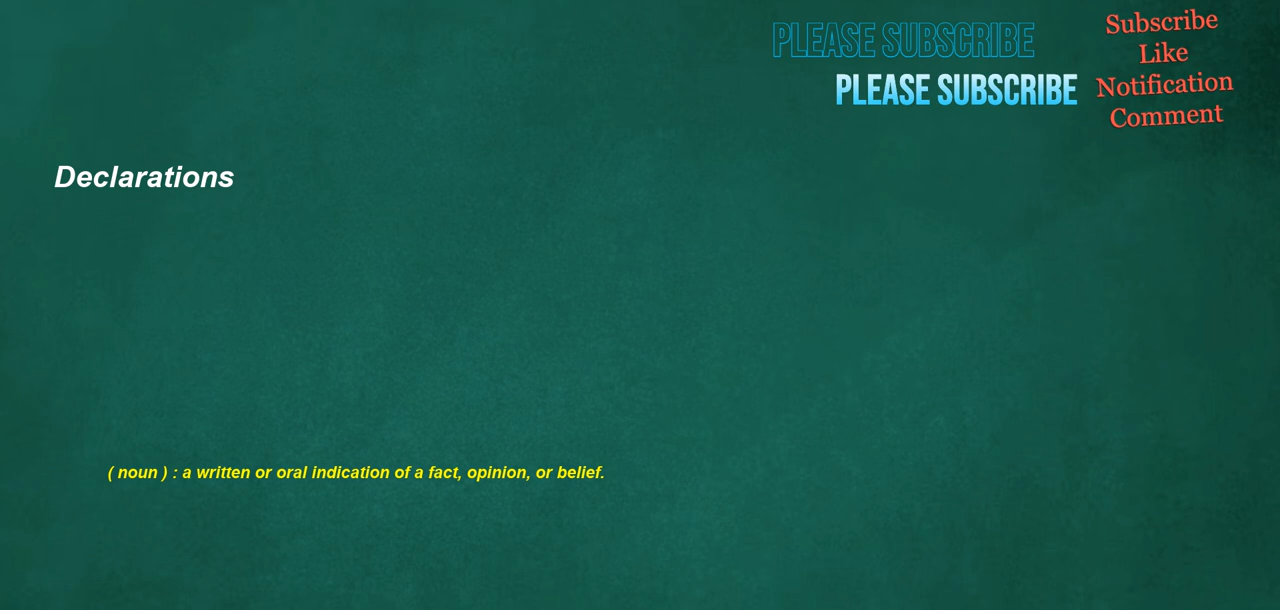 PLEASE SUBSCRIBE
PLEASE SUBSCRIBE
Subscribe
Like
Notification
Comment
Declarations
( noun ) : a written or oral indication of a fact, opinion, or belief.